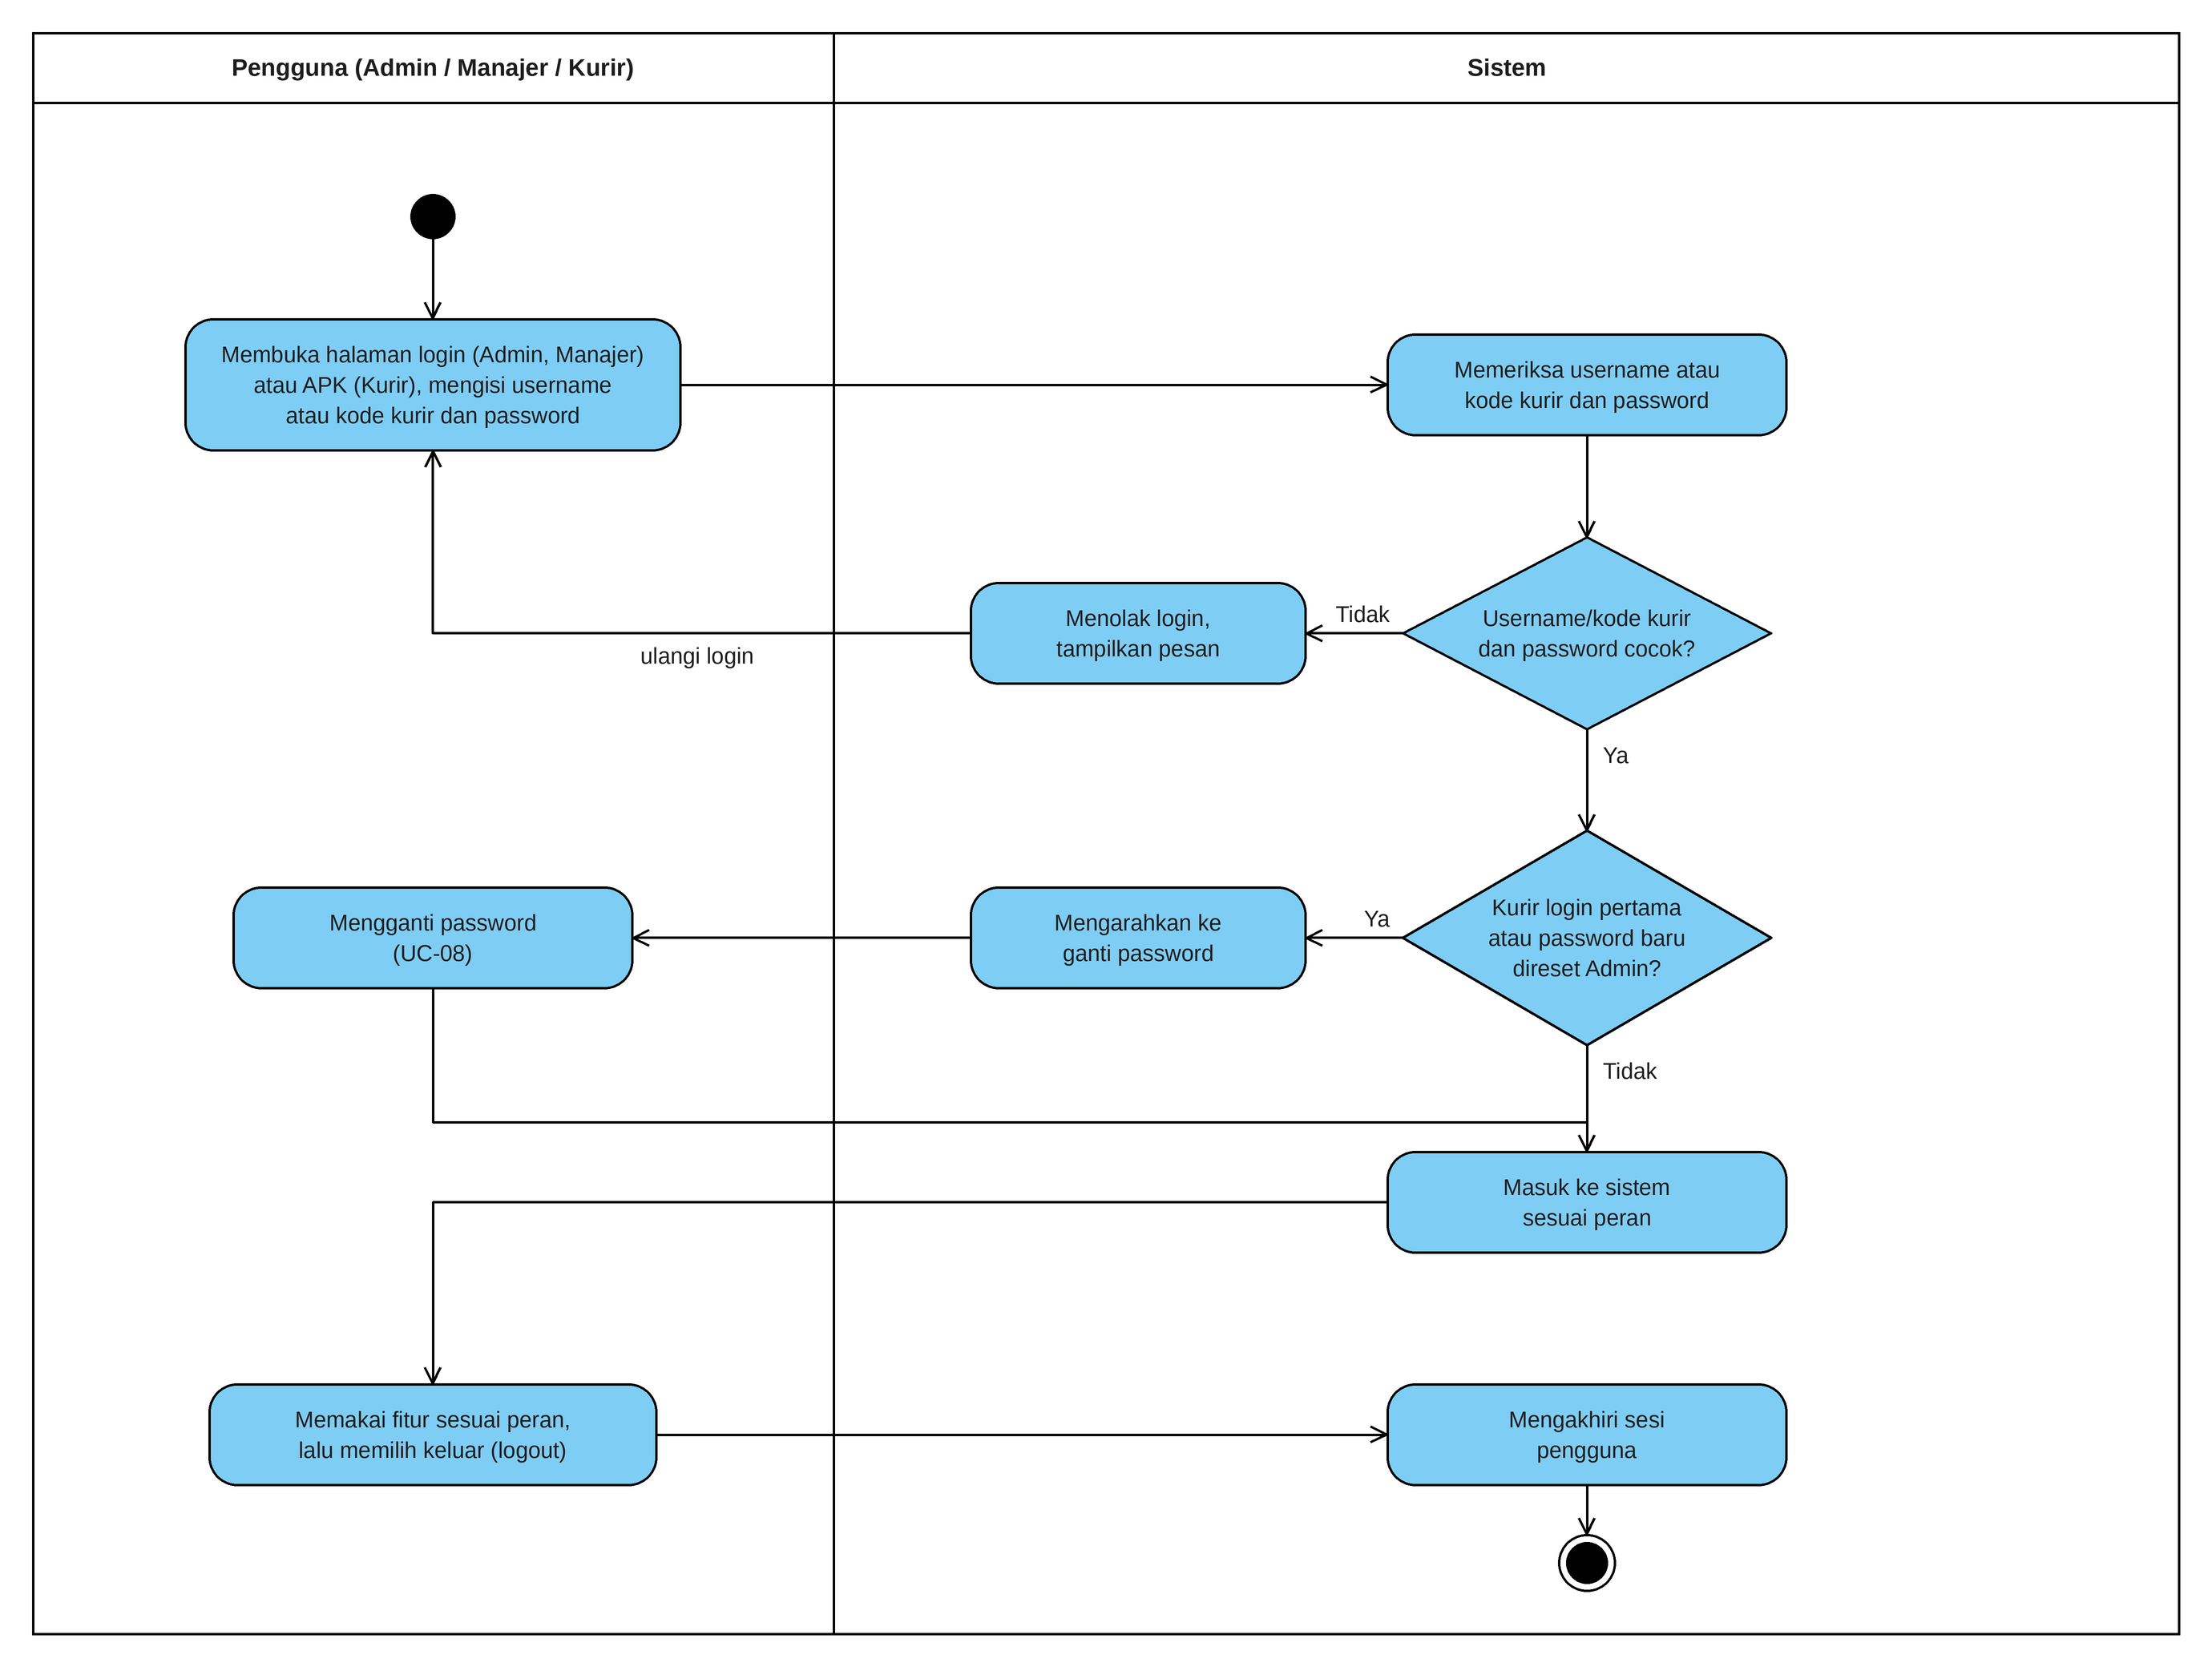 Pengguna (Admin / Manajer / Kurir)
Sistem
Membuka halaman login (Admin, Manajer)
atau APK (Kurir), mengisi username
atau kode kurir dan password
Memeriksa username atau
kode kurir dan password
Username/kode kurir
dan password cocok?
Tidak
Menolak login,
tampilkan pesan
ulangi login
Ya
Kurir login pertama
atau password baru
direset Admin?
Ya
Mengarahkan ke
ganti password
Mengganti password
(UC-08)
Tidak
Masuk ke sistem
sesuai peran
Memakai fitur sesuai peran,
lalu memilih keluar (logout)
Mengakhiri sesi
pengguna